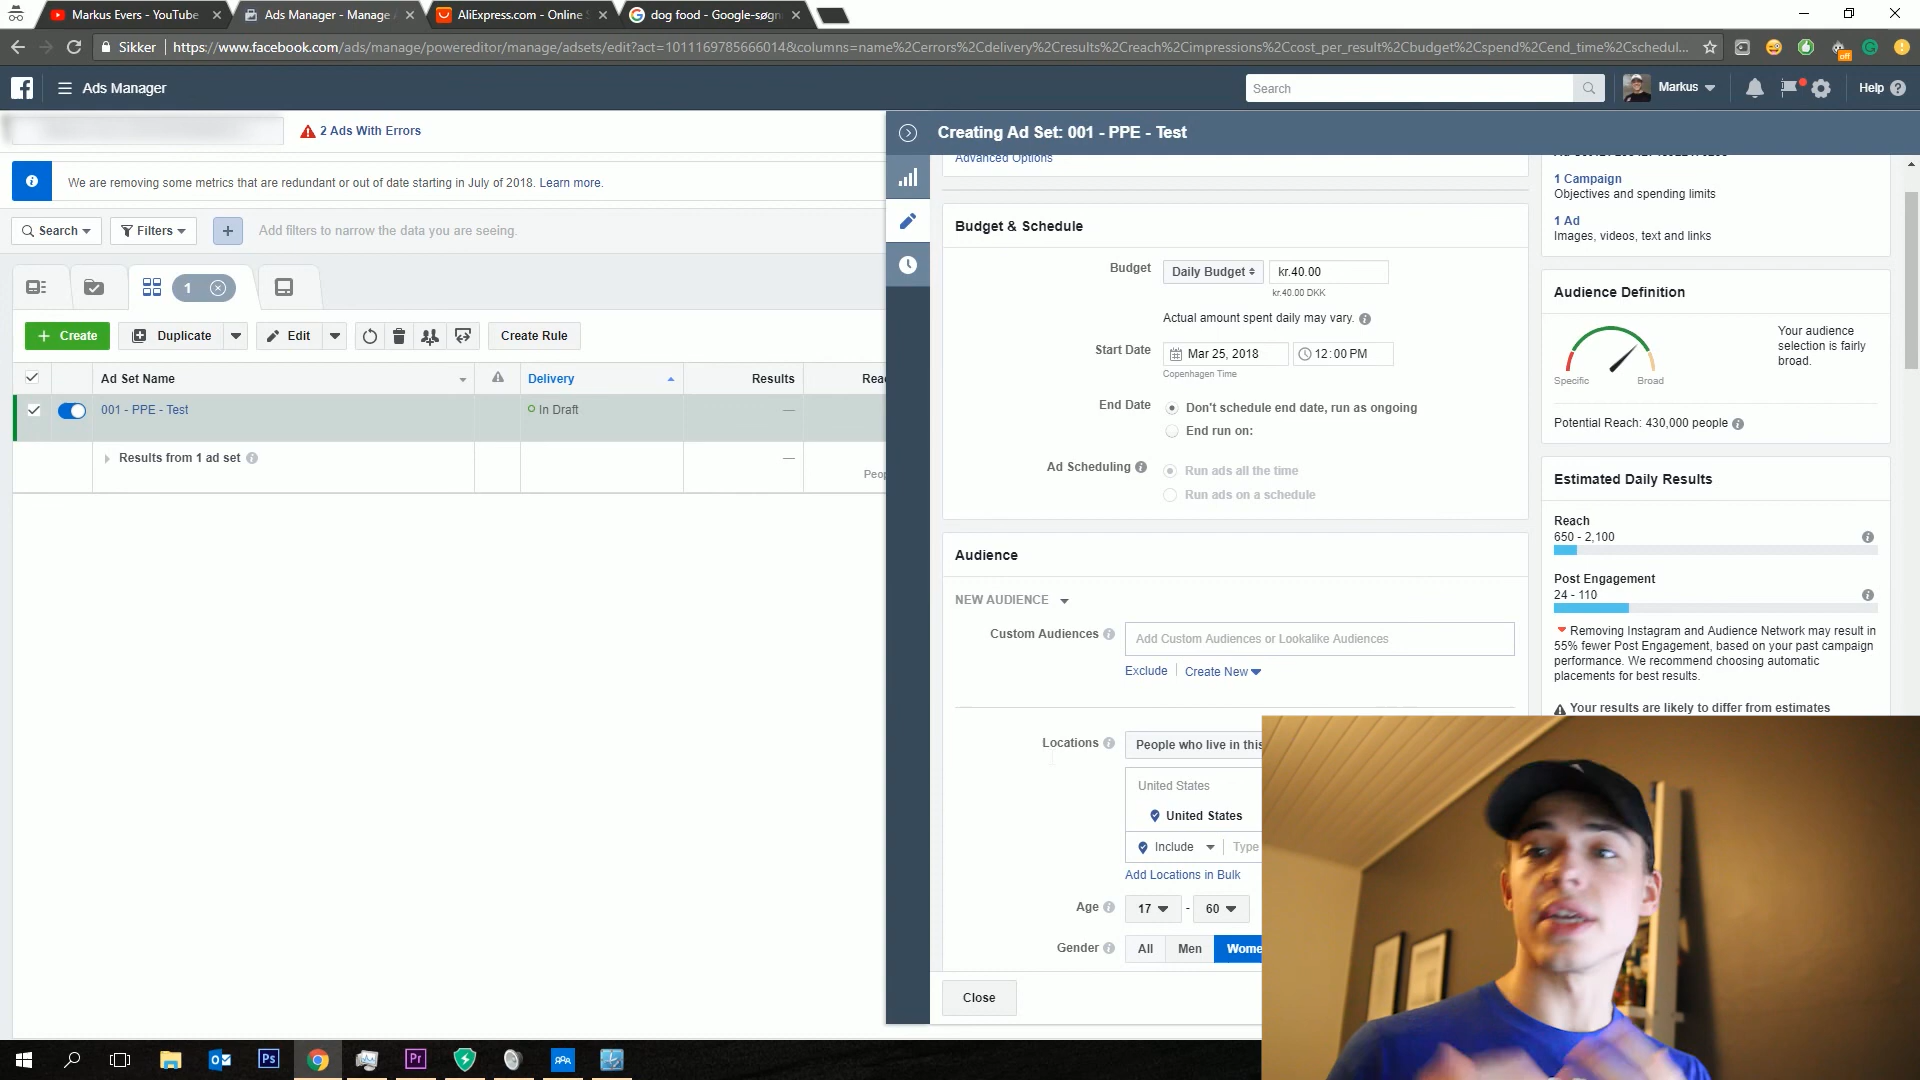 Markus Evers - YouTube
Ads Manager - Manage
AliExpress.com - Online
dog food - Google-søgn
Sikker
https://www.facebook.com/ads/manage/powereditor/manage/adsets/edit?act=1011169785666014&columns=name%2Cerrors%2Cdelivery%2Cresults%2Creach%2Cimpressions%2Ccost_per_result%2Cbudget%2Cspend%2Cend_time%2Cschedul...
off
Ads Manager
Search
Markus
Help
2 Ads With Errors
Creating Ad Set: 001 - PPE - Test
We are removing some metrics that are redundant or out of date starting in July of 2018. Learn more.
Search
Filters
Add filters to narrow the data you are seeing.
1
Create
Duplicate
Edit
Create Rule
Ad Set Name
Delivery
Results
Reac
001 - PPE - Test
In Draft
—
Results from 1 ad set
—
Peop
Advanced Options
Budget & Schedule
Budget
Daily Budget
kr.40.00
kr.40.00 DKK
Actual amount spent daily may vary.
Start Date
Mar 25, 2018
12:00 PM
Copenhagen Time
End Date
Don't schedule end date, run as ongoing
End run on:
Ad Scheduling
Run ads all the time
Run ads on a schedule
Audience
NEW AUDIENCE
Custom Audiences
Add Custom Audiences or Lookalike Audiences
Exclude
Create New
Locations
People who live in this
United States
United States
Include
Type
Add Locations in Bulk
Age
17
-
60
Gender
All
Men
Wome
Close
1 Campaign
Objectives and spending limits
1 Ad
Images, videos, text and links
Audience Definition
Your audience
selection is fairly
broad.
Specific
Broad
Potential Reach: 430,000 people
Estimated Daily Results
Reach
650 - 2,100
Post Engagement
24 - 110
Removing Instagram and Audience Network may result in
55% fewer Post Engagement, based on your past campaign
performance. We recommend choosing automatic
placements for best results.
Your results are likely to differ from estimates
Ps
Pr